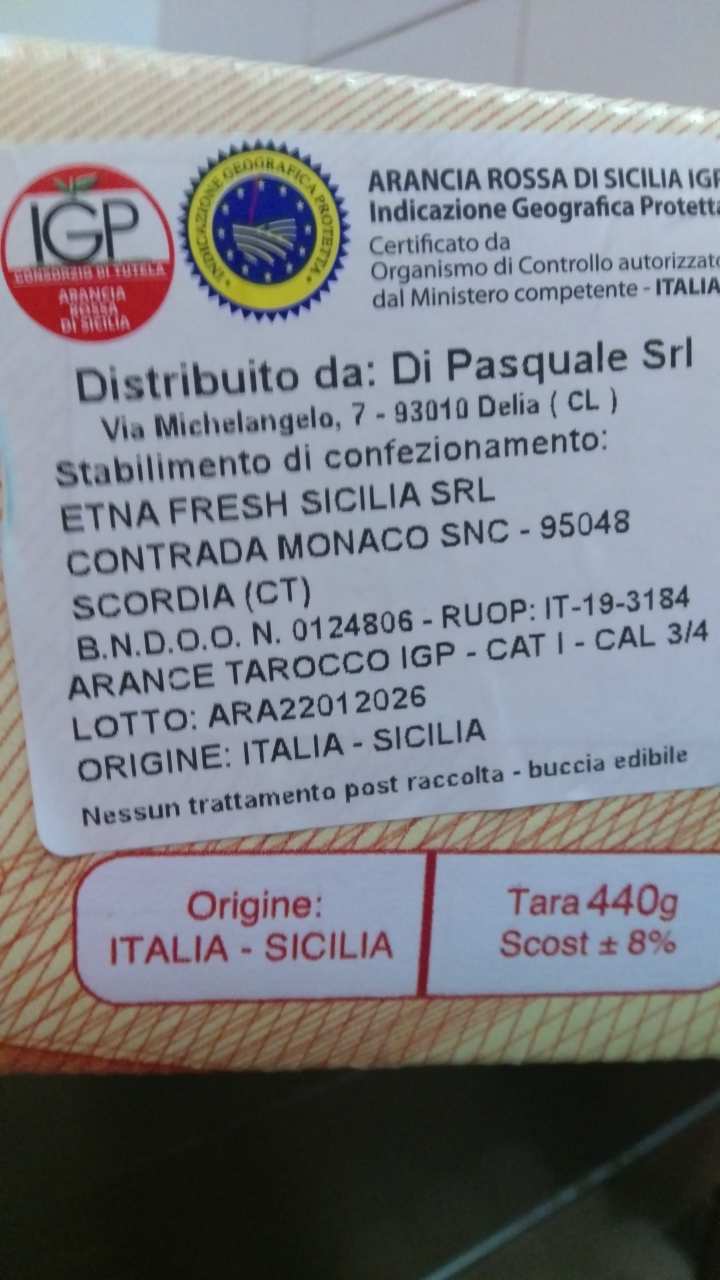 IGP
CONSORZIO DI TUTELA
ARANCIA
ROSSA
DI SICILIA
INDICAZIONE GEOGRAFICA PROTETTA
ARANCIA ROSSA DI SICILIA IGP
Indicazione Geografica Protetta
Certificato da
Organismo di Controllo autorizzato
dal Ministero competente - ITALIA
Distribuito da: Di Pasquale Srl
Via Michelangelo, 7 - 93010 Delia ( CL )
Stabilimento di confezionamento:
ETNA FRESH SICILIA SRL
CONTRADA MONACO SNC - 95048
SCORDIA (CT)
B.N.D.O.O. N. 0124806 - RUOP: IT-19-3184
ARANCE TAROCCO IGP - CAT I - CAL 3/4
LOTTO: ARA22012026
ORIGINE: ITALIA - SICILIA
Nessun trattamento post raccolta - buccia edibile
Origine:
ITALIA - SICILIA
Tara 440g
Scost ± 8%